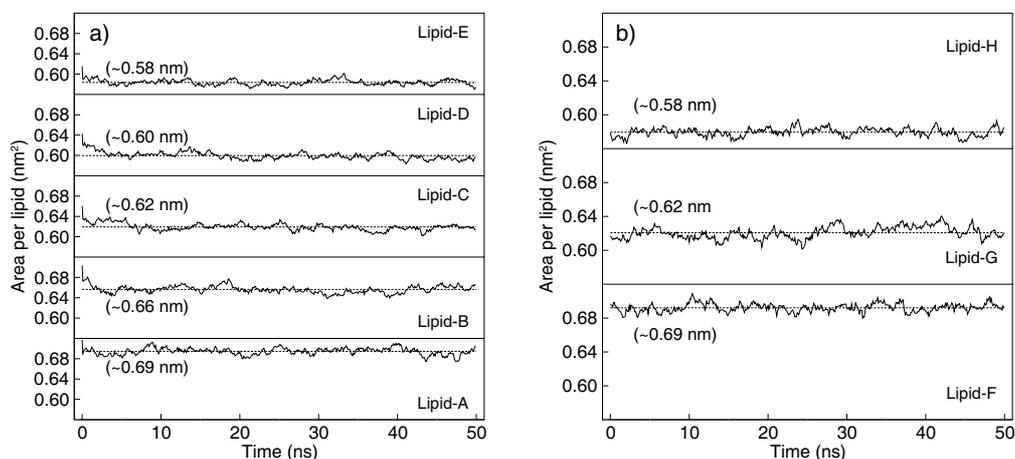 a)
Area per lipid (nm²)
0.68
0.64
0.60
Lipid-E
(~0.58 nm)
0.68
0.64
0.60
Lipid-D
(~0.60 nm)
0.68
0.64
0.60
Lipid-C
(~0.62 nm)
0.68
0.64
0.60
(~0.66 nm)
Lipid-B
0.68
0.64
0.60
(~0.69 nm)
Lipid-A
0 10 20 30 40 50
Time (ns)
b)
Area per lipid (nm²)
0.68
0.64
0.60
Lipid-H
(~0.58 nm)
0.68
0.64
0.60
(~0.62 nm
Lipid-G
0.68
0.64
0.60
(~0.69 nm)
Lipid-F
0 10 20 30 40 50
Time (ns)